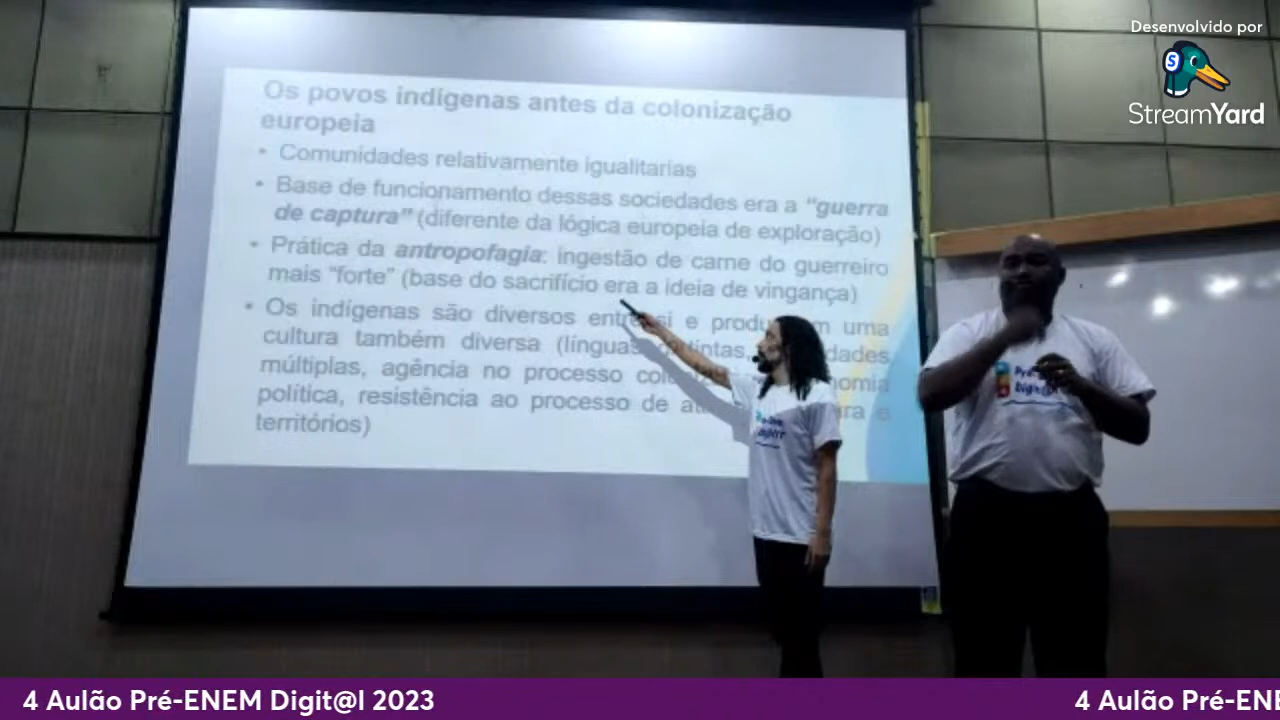 Desenvolvido por
StreamYard
Os povos indígenas antes da colonização
europeia
• Comunidades relativamente igualitarias
• Base de funcionamento dessas sociedades era a "guerra
de captura" (diferente da lógica europeia de exploração)
• Prática da antropofagia: ingestão de carne do guerreiro
mais "forte" (base do sacrifício era a ideia de vingança)
• Os indígenas são diversos entre si e produzem uma
cultura também diversa (línguas distintas,
múltiplas, agência no processo
política, resistência ao processo de
territórios)
4 Aulão Pré-ENEM Digit@l 2023
4 Aulão Pré-ENE